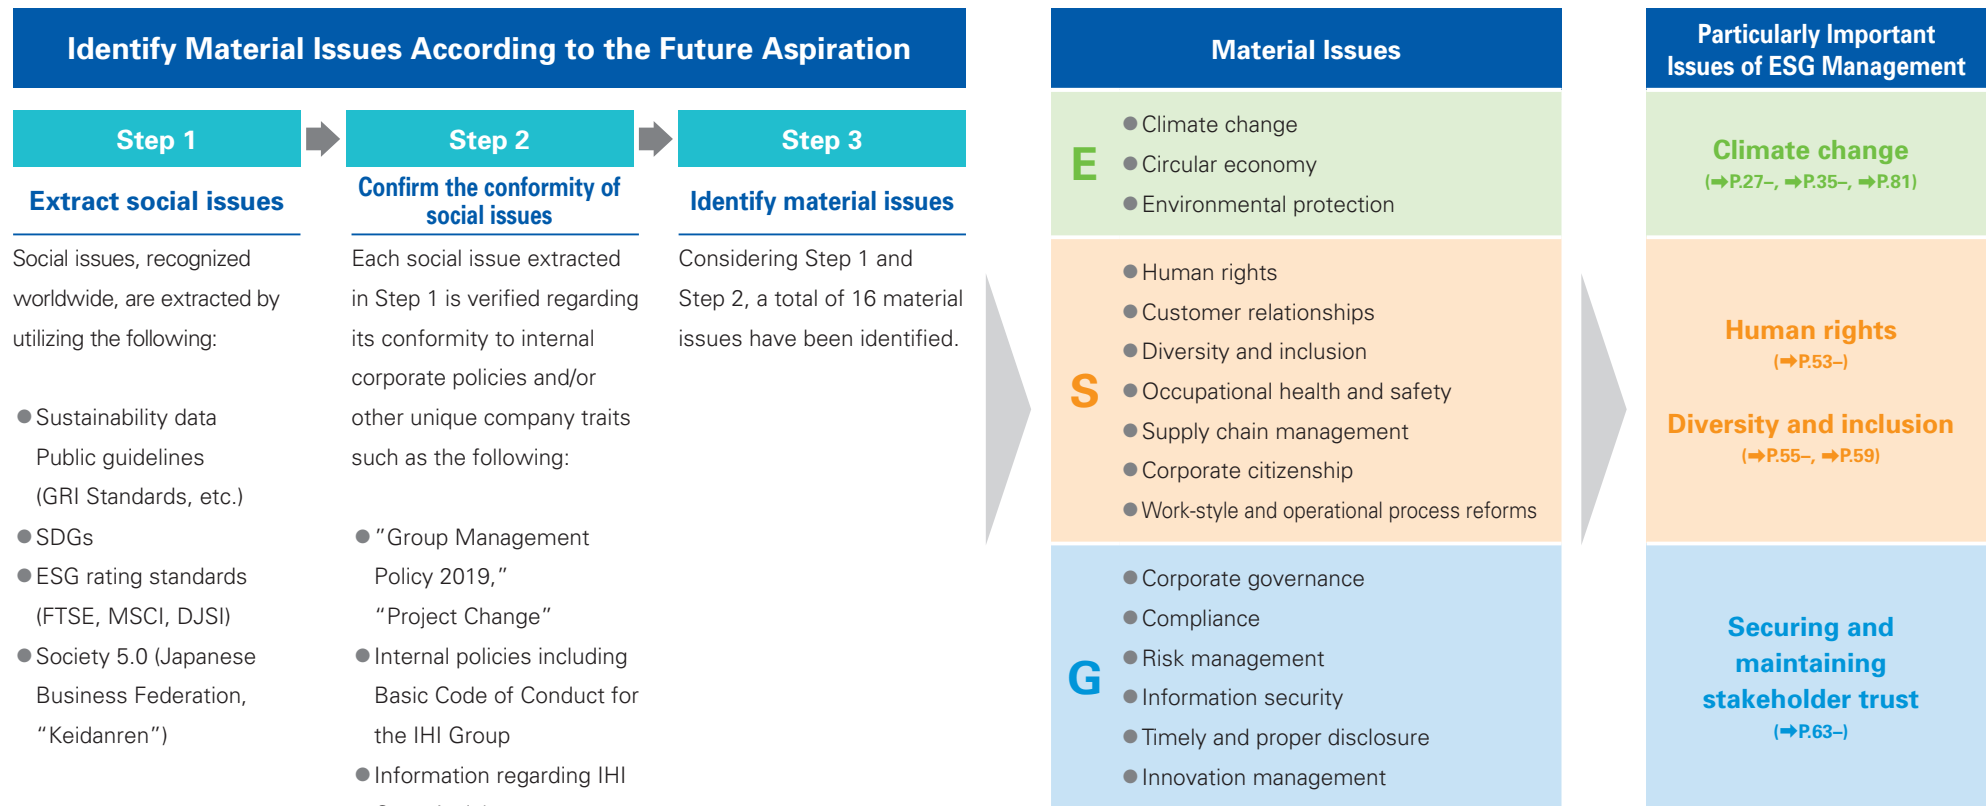 Identify Material Issues According to the Future Aspiration
Step 1
Extract social issues
Social issues, recognized
worldwide, are extracted by
utilizing the following:
●Sustainability data
Public guidelines
(GRI Standards, etc.)
●SDGs
●ESG rating standards
(FTSE, MSCI, DJSI)
●Society 5.0 (Japanese
Business Federation,
“Keidanren”)
Step 2
Confirm the conformity of
social issues
Each social issue extracted
in Step 1 is verified regarding
its conformity to internal
corporate policies and/or
other unique company traits
such as the following:
●“Group Management
Policy 2019,”
“Project Change”
●Internal policies including
Basic Code of Conduct for
the IHI Group
●Information regarding IHI
Step 3
Identify material issues
Considering Step 1 and
Step 2, a total of 16 material
issues have been identified.
Material Issues
E
●Climate change
●Circular economy
●Environmental protection
S
●Human rights
●Customer relationships
●Diversity and inclusion
●Occupational health and safety
●Supply chain management
●Corporate citizenship
●Work-style and operational process reforms
G
●Corporate governance
●Compliance
●Risk management
●Information security
●Timely and proper disclosure
●Innovation management
Particularly Important
Issues of ESG Management
Climate change
(➡P.27–, ➡P.35–, ➡P.81)
Human rights
(➡P.53–)
Diversity and inclusion
(➡P.55–, ➡P.59)
Securing and
maintaining
stakeholder trust
(➡P.63–)